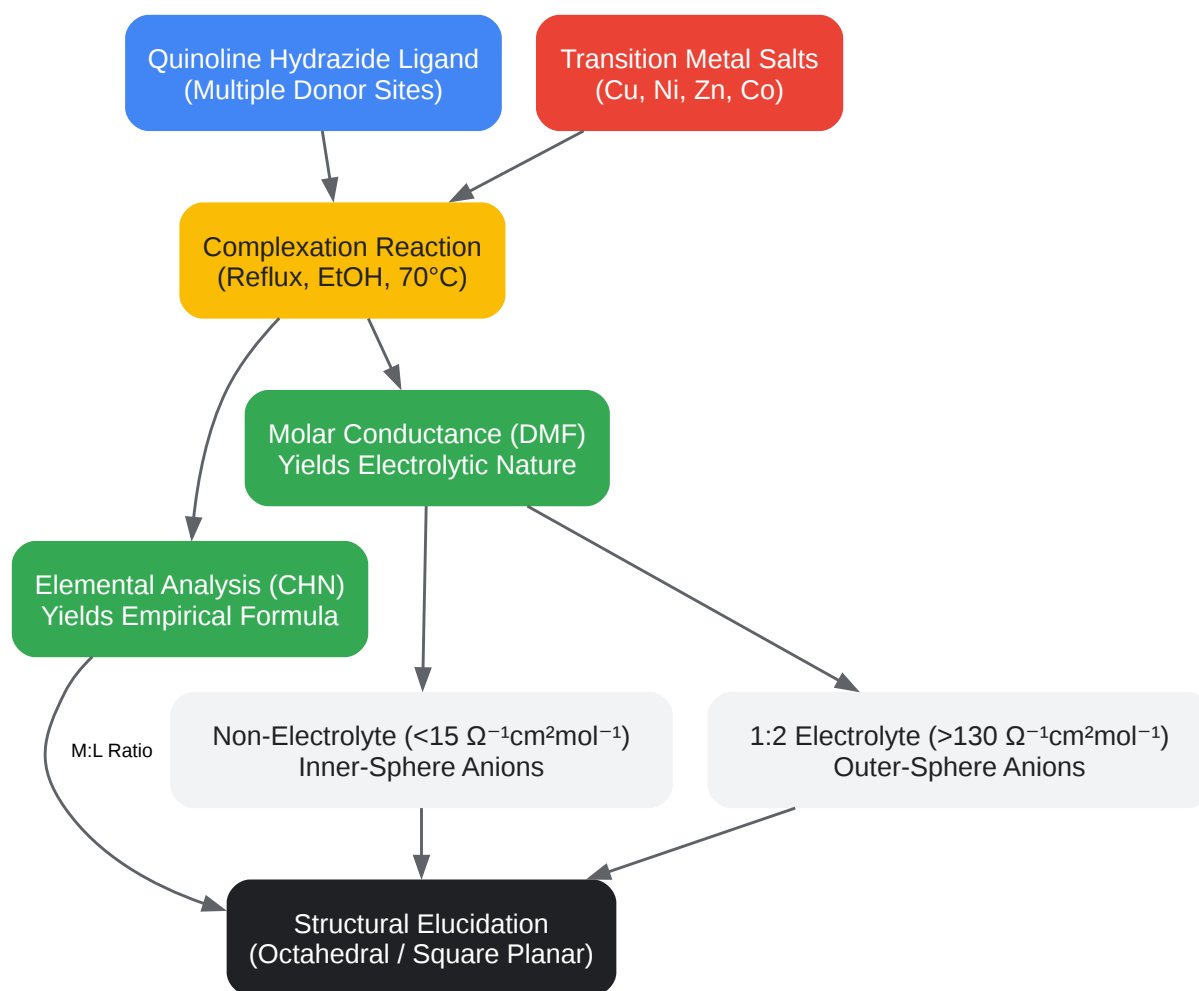 Quinoline Hydrazide Ligand
(Multiple Donor Sites)
Transition Metal Salts
(Cu, Ni, Zn, Co)
Complexation Reaction
(Reflux, EtOH, 70°C)
Molar Conductance (DMF)
Yields Electrolytic Nature
Elemental Analysis (CHN)
Yields Empirical Formula
M:L Ratio
Non-Electrolyte (<15 Ω⁻¹cm²mol⁻¹)
Inner-Sphere Anions
1:2 Electrolyte (>130 Ω⁻¹cm²mol⁻¹)
Outer-Sphere Anions
Structural Elucidation
(Octahedral / Square Planar)